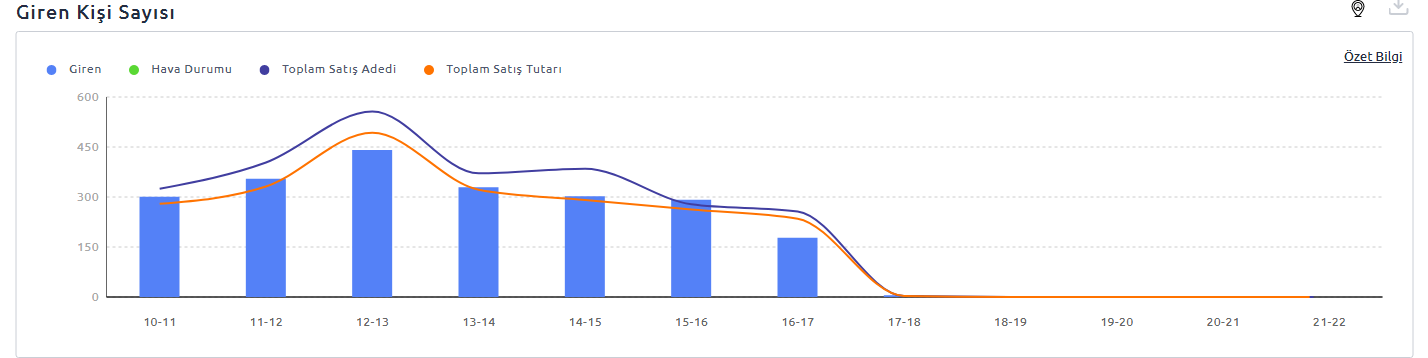 Giren Kişi Sayısı
Özet Bilgi
Giren Hava Durumu Toplam Satış Adedi Toplam Satış Tutarı
600
450
300
150
0
10-11 11-12 12-13 13-14 14-15 15-16 16-17 17-18 18-19 19-20 20-21 21-22